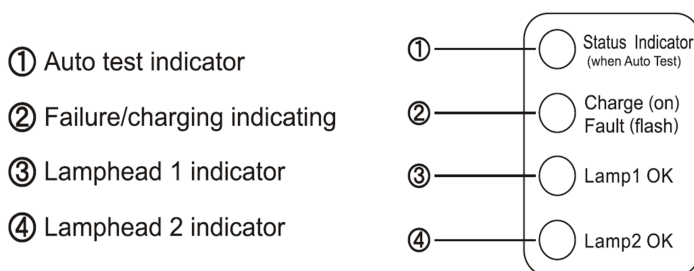 ① Auto test indicator
② Failure/charging indicating
③ Lamphead 1 indicator
④ Lamphead 2 indicator
① Status Indicator
(when Auto Test)
② Charge (on)
Fault (flash)
③ Lamp1 OK
④ Lamp2 OK